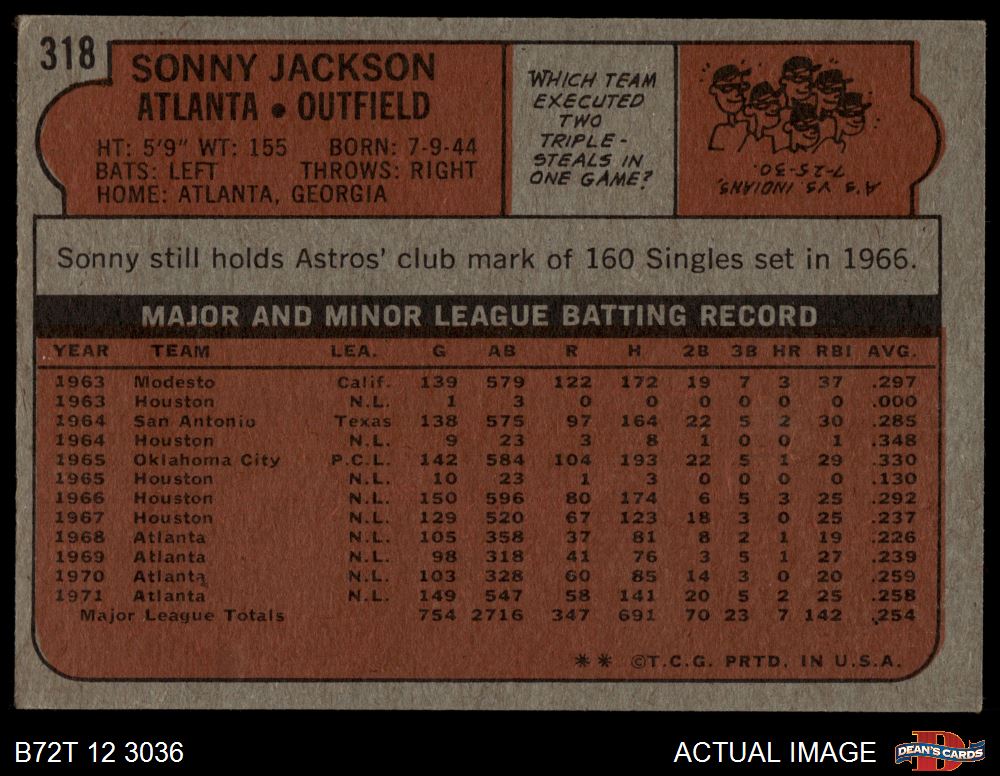 318
SONNY JACKSON
ATLANTA • OUTFIELD
HT: 5'9" WT: 155 BORN: 7-9-44
BATS: LEFT THROWS: RIGHT
HOME: ATLANTA, GEORGIA
WHICH TEAM
EXECUTED
TWO
TRIPLE-
STEALS IN
ONE GAME?
A'S VS. INDIANS,
7-25-30.
Sonny still holds Astros' club mark of 160 Singles set in 1966.
MAJOR AND MINOR LEAGUE BATTING RECORD
YEAR TEAM LEA. G AB R H 2B 3B HR RBI AVG.
1963 Modesto Calif. 139 579 122 172 19 7 3 37 .297
1963 Houston N.L. 1 3 0 0 0 0 0 0 .000
1964 San Antonio Texas 138 575 97 164 22 5 2 30 .285
1964 Houston N.L. 9 23 3 8 1 0 0 1 .348
1965 Oklahoma City P.C.L. 142 584 104 193 22 5 1 29 .330
1965 Houston N.L. 10 23 1 3 0 0 0 0 .130
1966 Houston N.L. 150 596 80 174 6 5 3 25 .292
1967 Houston N.L. 129 520 67 123 18 3 0 25 .237
1968 Atlanta N.L. 105 358 37 81 8 2 1 19 .226
1969 Atlanta N.L. 98 318 41 76 3 5 1 27 .239
1970 Atlanta N.L. 103 328 60 85 14 3 0 20 .259
1971 Atlanta N.L. 149 547 58 141 20 5 2 25 .258
Major League Totals 754 2716 347 691 70 23 7 142 .254
** ©T.C.G. PRTD. IN U.S.A.
B72T 12 3036
ACTUAL IMAGE
DEAN'S CARDS